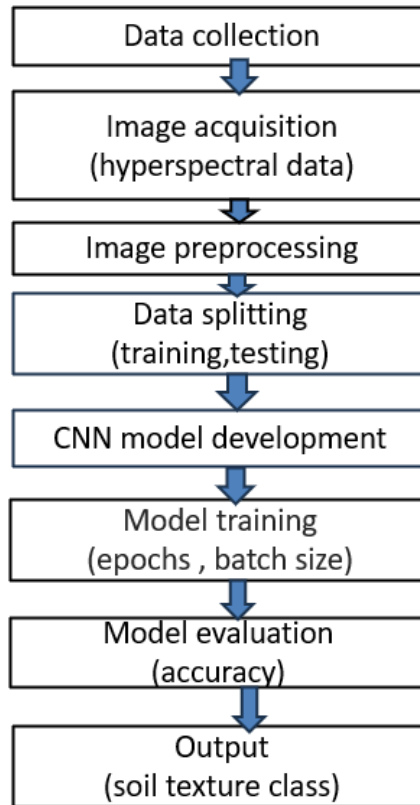 Data collection
Image acquisition
(hyperspectral data)
Image preprocessing
Data splitting
(training,testing)
CNN model development
Model training
(epochs , batch size)
Model evaluation
(accuracy)
Output
(soil texture class)